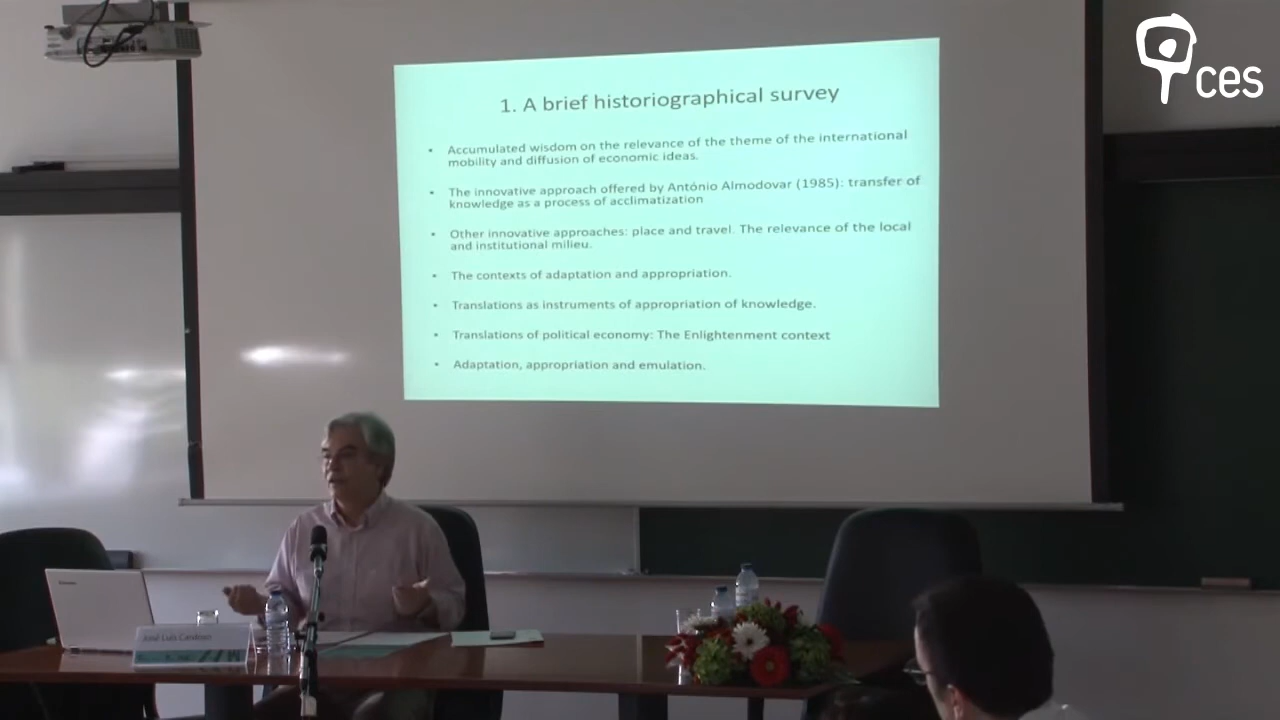 ces
1. A brief historiographical survey
• Accumulated wisdom on the relevance of the theme of the international
mobility and diffusion of economic ideas.
• The innovative approach offered by António Almodovar (1985): transfer of
knowledge as a process of acclimatization
• Other innovative approaches: place and travel. The relevance of the local
and institutional milieu.
• The contexts of adaptation and appropriation.
• Translations as instruments of appropriation of knowledge.
• Translations of political economy: The Enlightenment context
• Adaptation, appropriation and emulation.
José Luís Cardoso